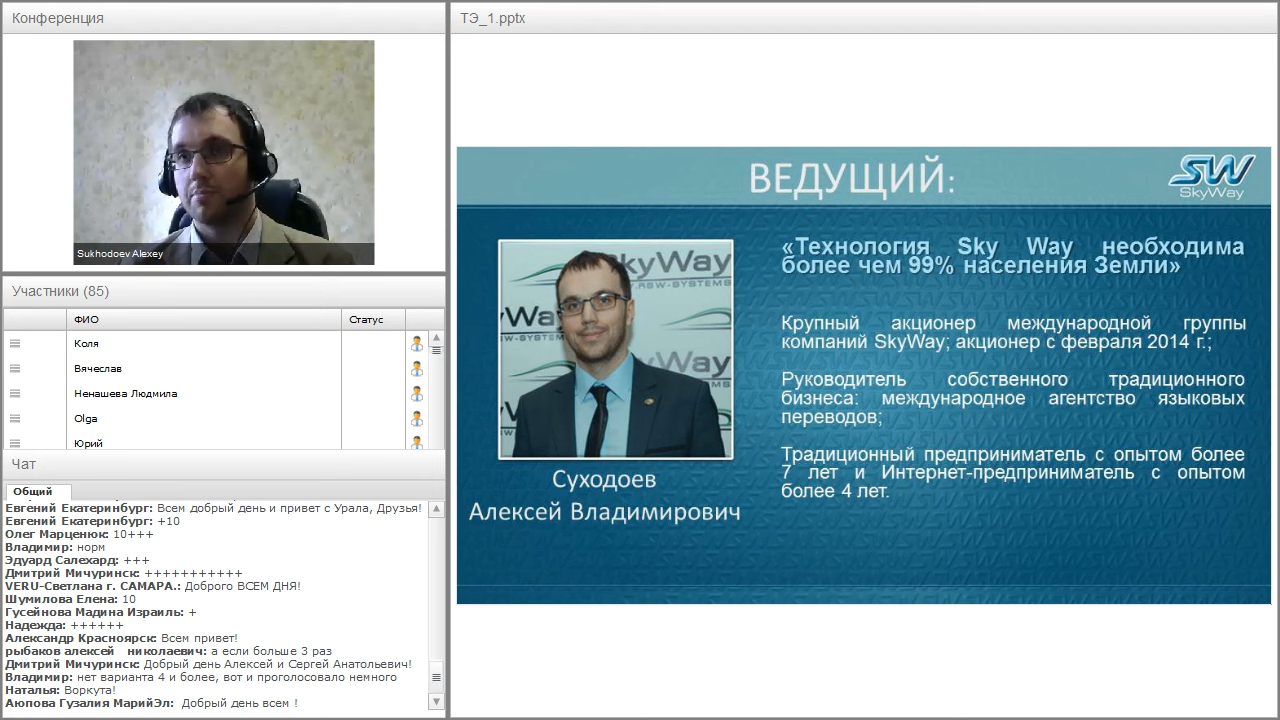 Конференция
Sukhodoev Alexey
Участники (85)
ФИО
Статус
Коля
Вячеслав
Ненашева Людмила
Olga
Юрий
Чат
Общий
Евгений Екатеринбург: Всем добрый день и привет с Урала, Друзья!
Евгений Екатеринбург: +10
Олег Марценюк: 10+++
Владимир: норм
Эдуард Салехард: +++
Дмитрий Мичуринск: +++++++++++
VERU-Светлана г. САМАРА.: Доброго ВСЕМ ДНЯ!
Шумилова Елена: 10
Гусейнова Мадина Израиль: +
Надежда: ++++++
Александр Красноярск: Всем привет!
рыбаков алексей николаевич: а если больше 3 раз
Дмитрий Мичуринск: Добрый день Алексей и Сергей Анатольевич!
Владимир: нет варианта 4 и более, вот и проголосовало немного
Наталья: Воркута!
Аюпова Гузалия МарийЭл: Добрый день всем !
ТЭ_1.pptx
ВЕДУЩИЙ:
SW
SkyWay
kyWay
.RSW-SYSTEMS
Суходоев
Алексей Владимирович
«Технология Sky Way необходима
более чем 99% населения Земли»
Крупный акционер международной группы
компаний SkyWay; акционер с февраля 2014 г.;
Руководитель собственного традиционного
бизнеса: международное агентство языковых
переводов;
Традиционный предприниматель с опытом более
7 лет и Интернет-предприниматель с опытом
более 4 лет.